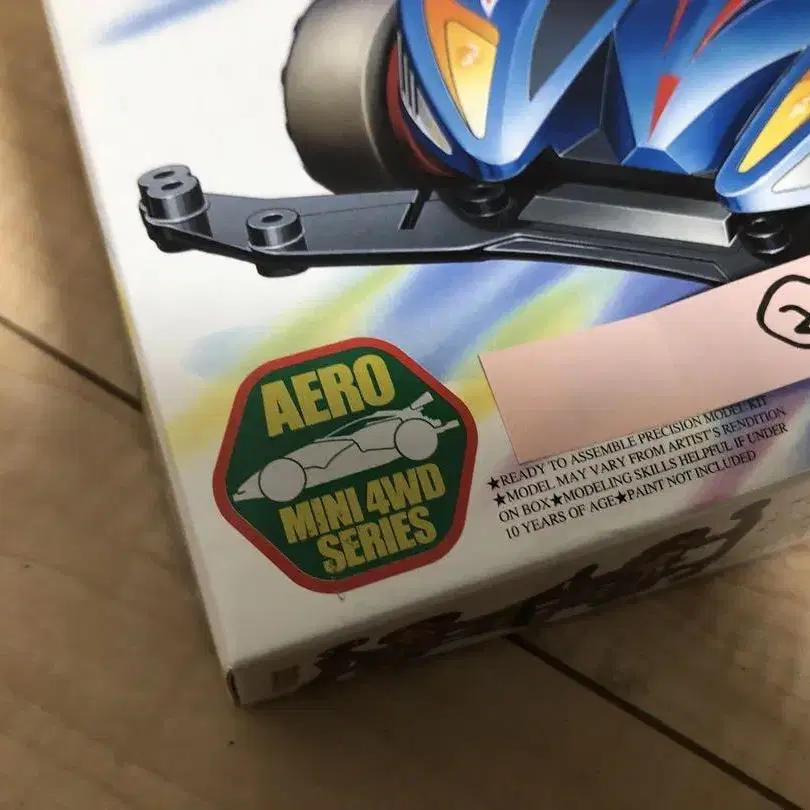 AERO
MINI 4WD
SERIES
★READY TO ASSEMBLE PRECISION MODEL KIT
★MODEL MAY VARY FROM ARTIST'S RENDITION
ON BOX★MODELING SKILLS HELPFUL IF UNDER
10 YEARS OF AGE★PAINT NOT INCLUDED